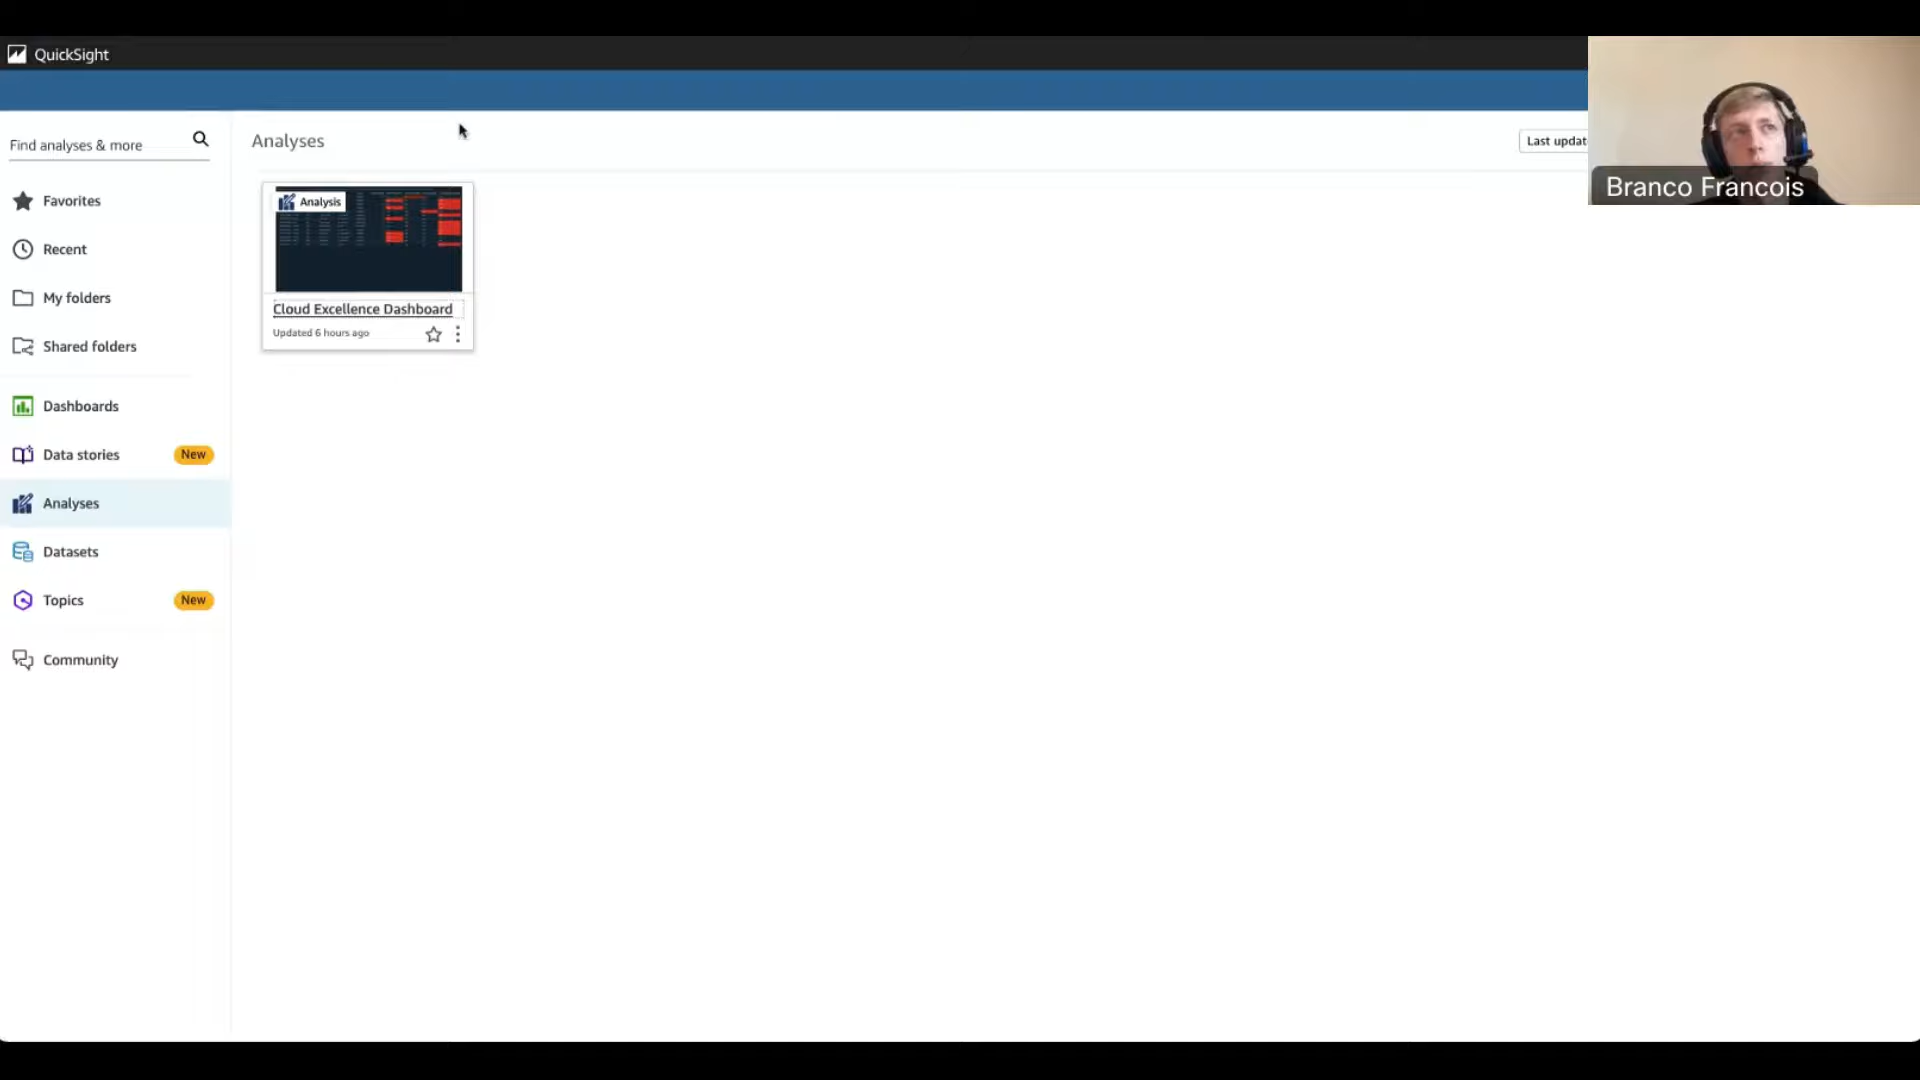 QuickSight
Find analyses & more
Analyses
Last updat
Branco Francois
Favorites
Recent
My folders
Shared folders
Dashboards
Data stories
New
Analyses
Datasets
Topics
New
Community
Analysis
Cloud Excellence Dashboard
Updated 6 hours ago